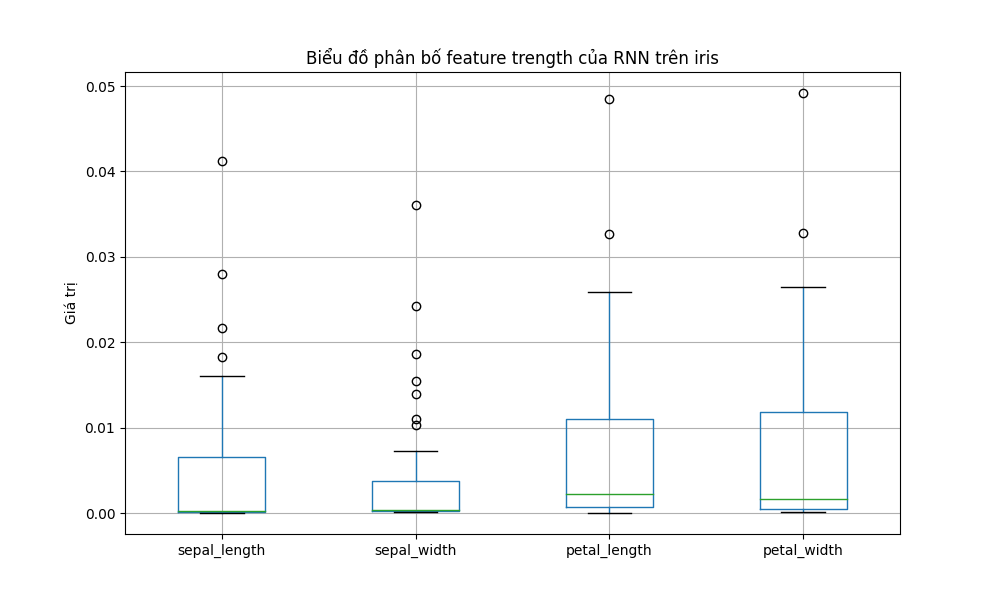 Biểu đồ phân bố feature trength của RNN trên iris
Giá trị
0.05
0.04
0.03
0.02
0.01
0.00
sepal_length
sepal_width
petal_length
petal_width